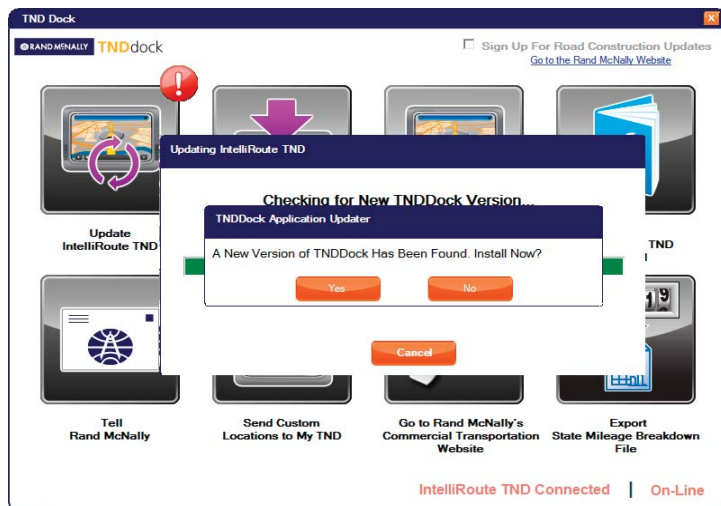 TND Dock
X
RAND MCNALLY TNDdock
Sign Up For Road Construction Updates
Go to the Rand McNally Website
Updating IntelliRoute TND
Checking for New TNDDock Version...
TNDDock Application Updater
A New Version of TNDDock Has Been Found. Install Now?
Yes No
Cancel
Update
IntelliRoute TND
TND
19
Tell
Rand McNally
Send Custom
Locations to My TND
Go to Rand McNally's
Commercial Transportation
Website
Export
State Mileage Breakdown
File
IntelliRoute TND Connected | On-Line